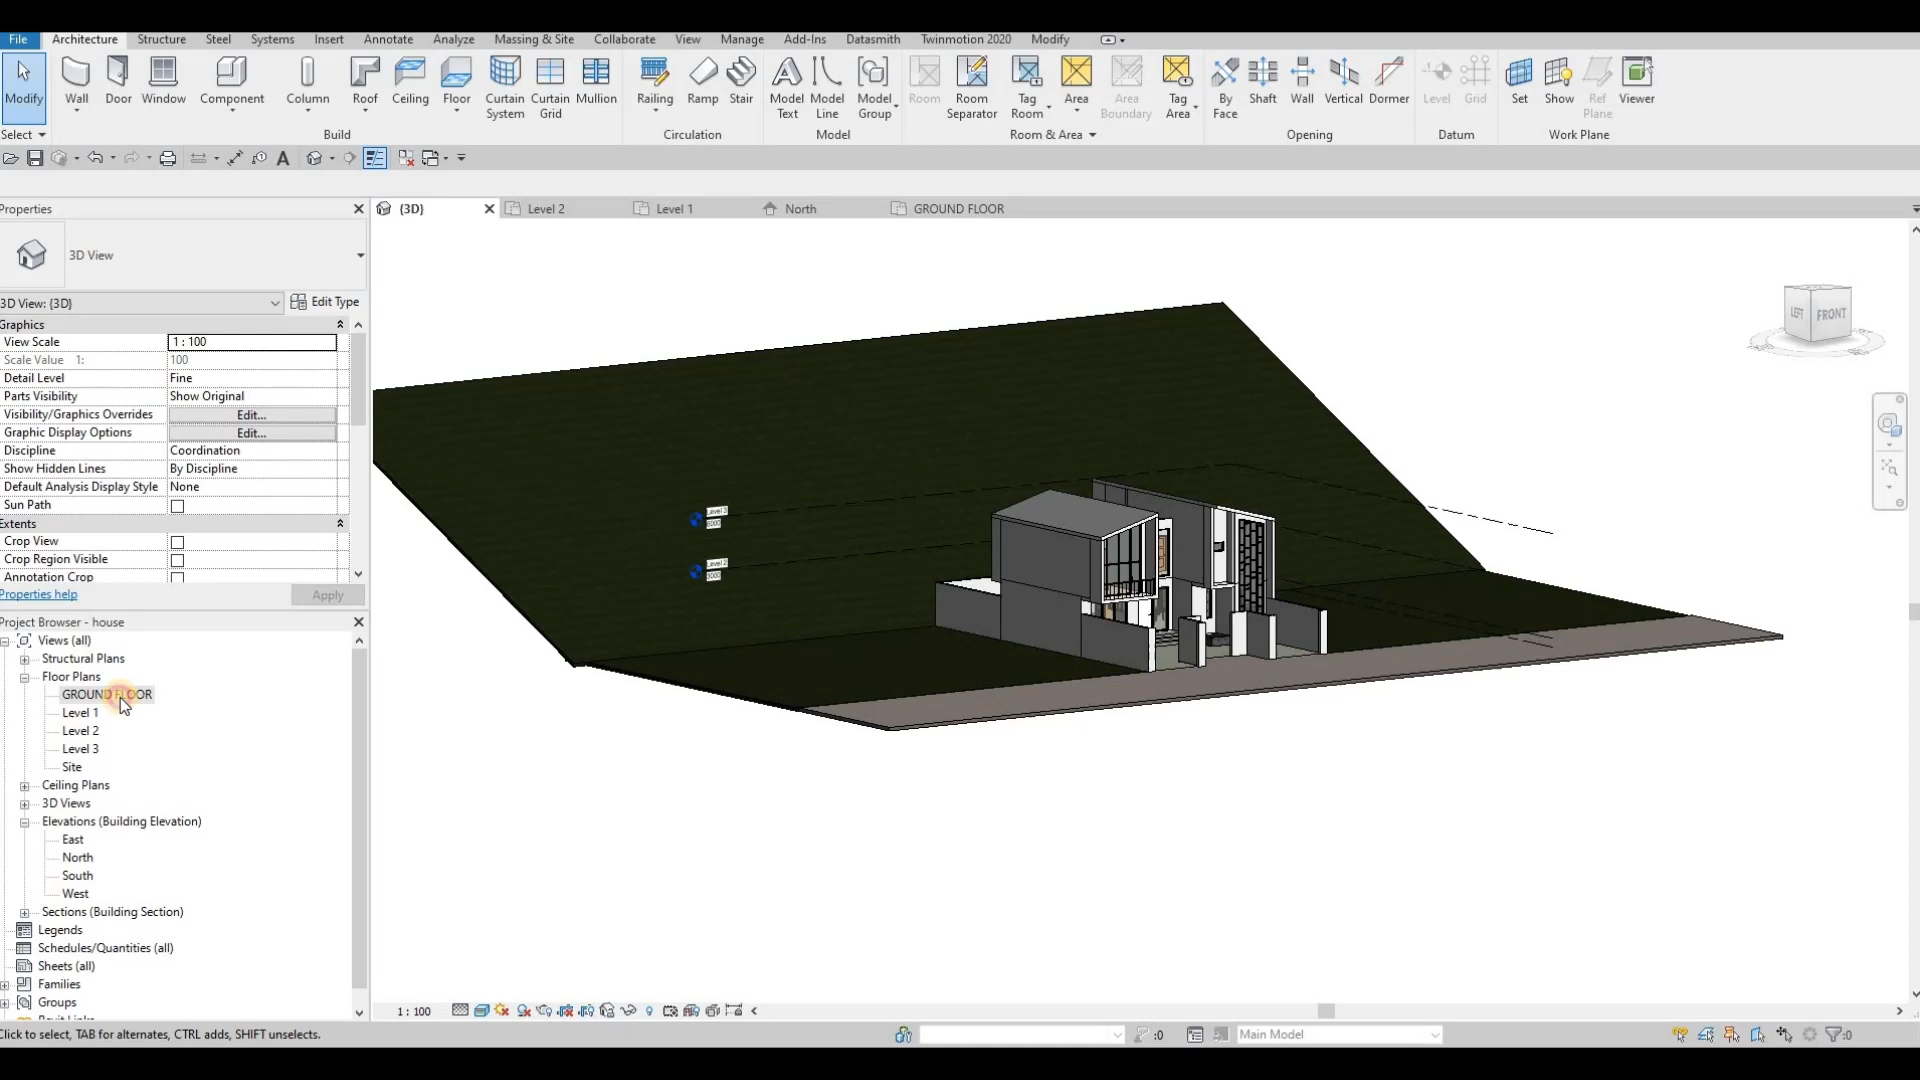 File Architecture Structure Steel Systems Insert Annotate Analyze Massing & Site Collaborate View Manage Add-Ins Datasmith Twinmotion 2020 Modify
Modify Wall Door Window Component Column Roof Ceiling Floor Curtain System Curtain Grid Mullion Railing Ramp Stair Model Text Model Line Model Group Room Room Separator Tag Room Area Area Boundary Tag Area By Face Shaft Wall Vertical Dormer Level Grid Set Show Ref Plane Viewer
Select Build Circulation Model Room & Area Opening Datum Work Plane
Properties
{3D} Level 2 Level 1 North GROUND FLOOR
3D View
3D View: {3D} Edit Type
Graphics
View Scale 1 : 100
Scale Value 1: 100
Detail Level Fine
Parts Visibility Show Original
Visibility/Graphics Overrides Edit...
Graphic Display Options Edit...
Discipline Coordination
Show Hidden Lines By Discipline
Default Analysis Display Style None
Sun Path
Extents
Crop View
Crop Region Visible
Annotation Crop
Properties help Apply
LEFT FRONT
Level 3
6000
Level 2
3000
Project Browser - house
Views (all)
Structural Plans
Floor Plans
GROUND FLOOR
Level 1
Level 2
Level 3
Site
Ceiling Plans
3D Views
Elevations (Building Elevation)
East
North
South
West
Sections (Building Section)
Legends
Schedules/Quantities (all)
Sheets (all)
Families
Groups
1 : 100
Click to select, TAB for alternates, CTRL adds, SHIFT unselects.
:0 Main Model :0